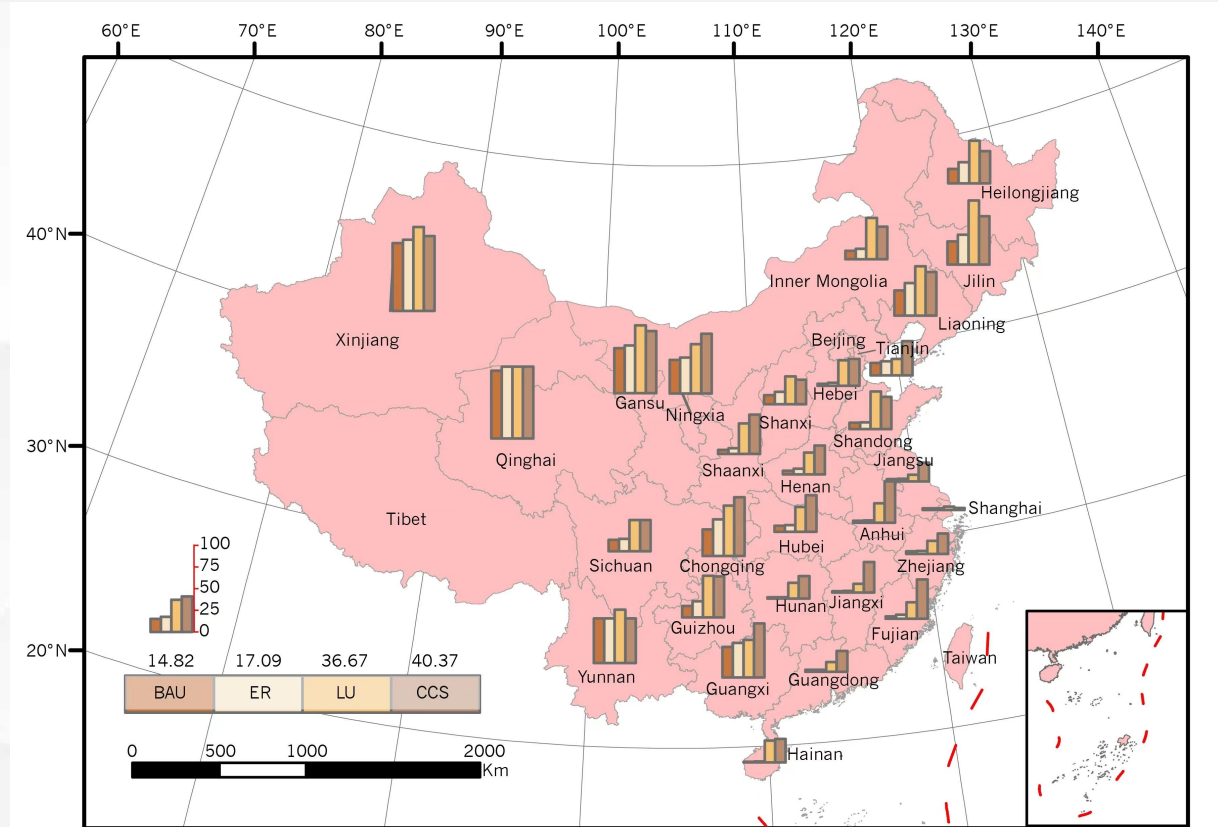 60°E 70°E 80°E 90°E 100°E 110°E 120°E 130°E 140°E
Heilongjiang
40°N
Inner Mongolia
Jilin
Liaoning
Xinjiang
Beijing
Tianjin
Hebei
Gansu
Ningxia
Shanxi
30°N
Shandong
Qinghai
Jiangsu
Shaanxi
Henan
Shanghai
Tibet
Anhui
Hubei
100
Sichuan
Chongqing
Zhejiang
75
50
Hunan
Jiangxi
25
Guizhou
0
Fujian
20°N
Taiwan
14.82 17.09 36.67 40.37
Yunnan
Guangxi
Guangdong
BAU ER LU CCS
0 500 1000 2000
Hainan
Km